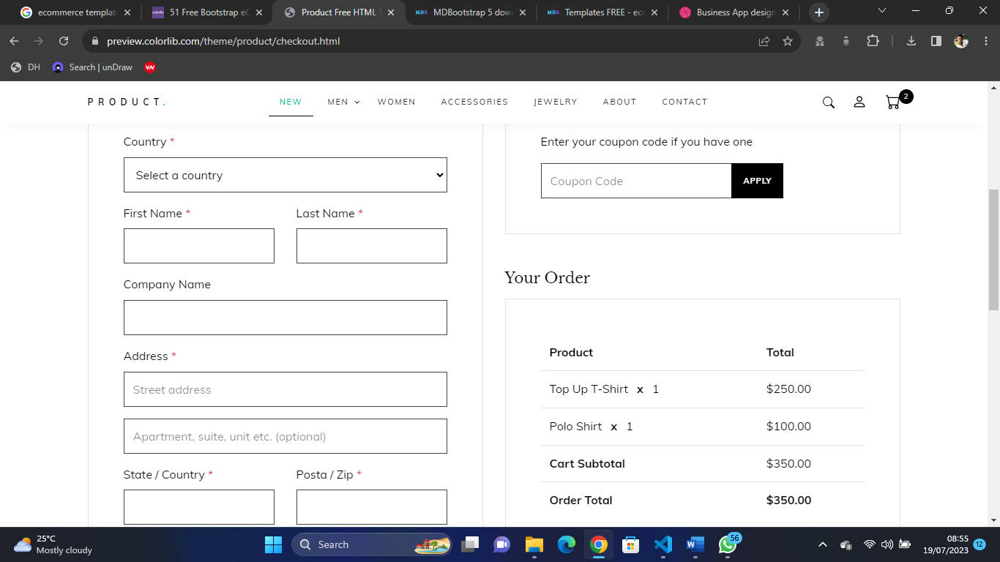 ecommerce templat
51 Free Bootstrap eC
Product Free HTML T
MDBootstrap 5 dow
Templates FREE - ec
Business App design
preview.colorlib.com/theme/product/checkout.html
DH
Search | unDraw
PRODUCT.
NEW
MEN
WOMEN
ACCESSORIES
JEWELRY
ABOUT
CONTACT
2
Country *
Select a country
First Name *
Last Name *
Company Name
Address *
Street address
Apartment, suite, unit etc. (optional)
State / Country *
Posta / Zip *
Enter your coupon code if you have one
Coupon Code
APPLY
Your Order
Product Total
Top Up T-Shirt x 1 $250.00
Polo Shirt x 1 $100.00
Cart Subtotal $350.00
Order Total $350.00
25°C
Mostly cloudy
Search
56
08:55
19/07/2023
12